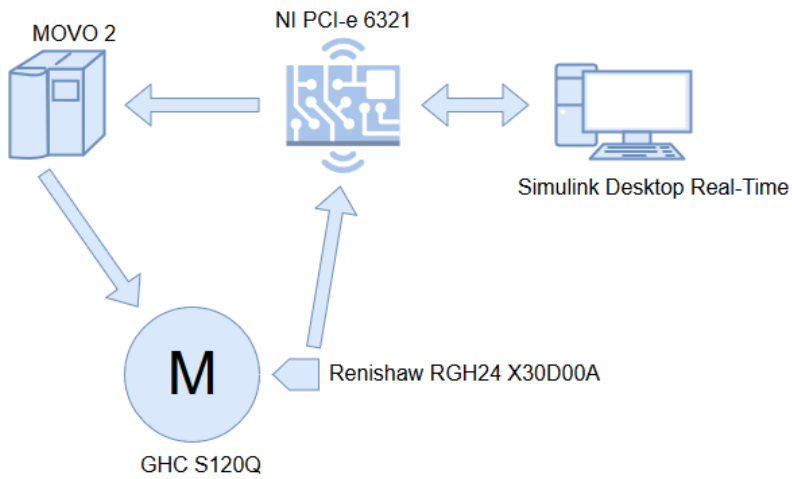 NI PCI-e 6321
MOVO 2
Simulink Desktop Real-Time
M
Renishaw RGH24 X30D00A
GHC S120Q